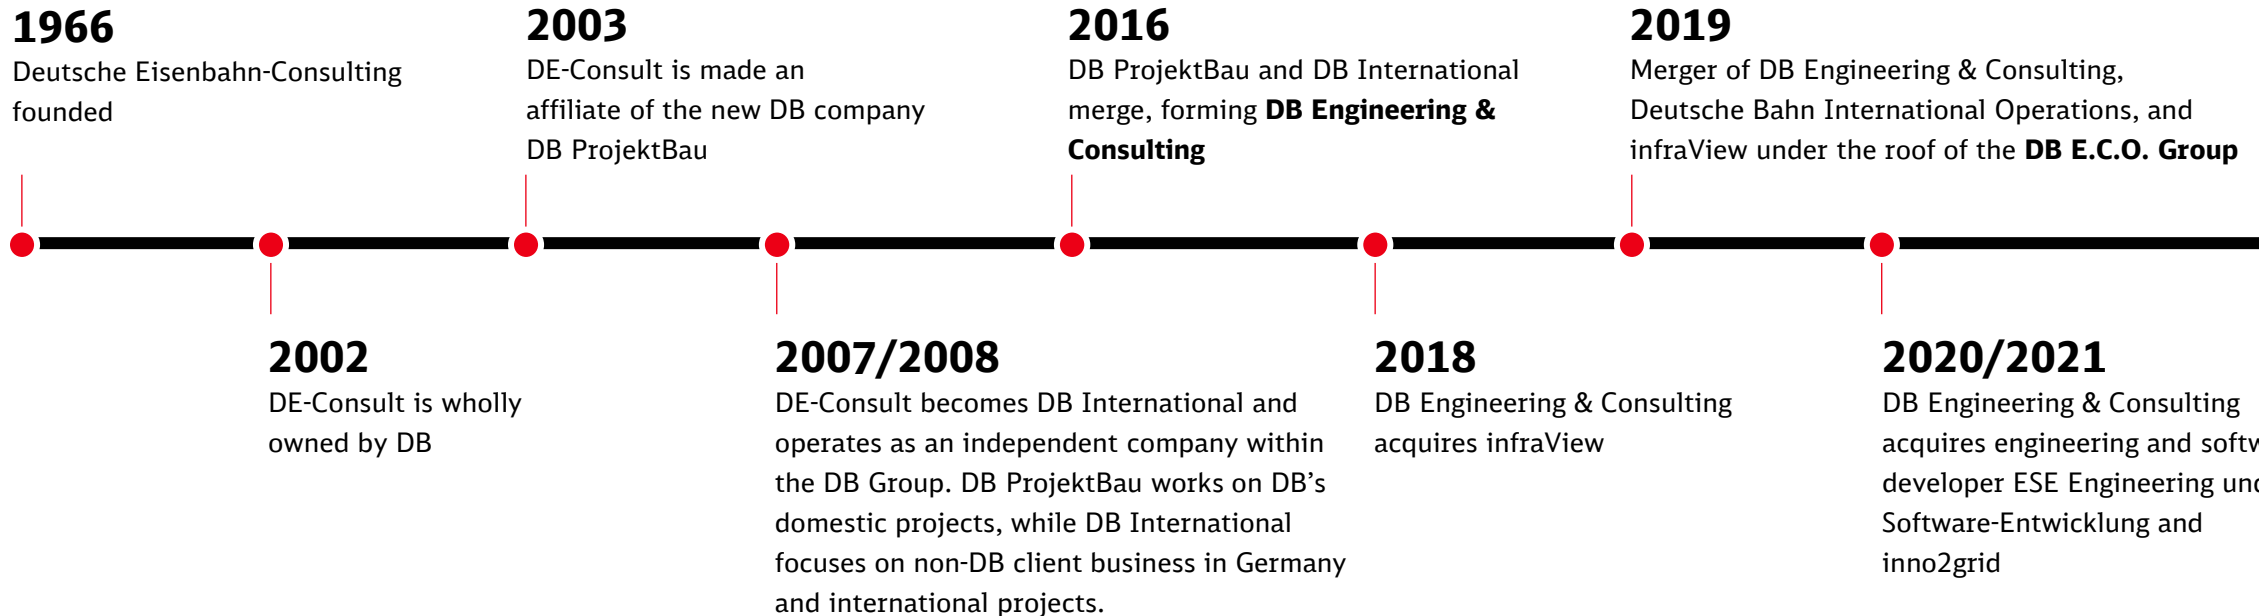 1966
Deutsche Eisenbahn-Consulting
founded
2002
DE-Consult is wholly
owned by DB
2003
DE-Consult is made an
affiliate of the new DB company
DB ProjektBau
2007/2008
DE-Consult becomes DB International and
operates as an independent company within
the DB Group. DB ProjektBau works on DB’s
domestic projects, while DB International
focuses on non-DB client business in Germany
and international projects.
2016
DB ProjektBau and DB International
merge, forming DB Engineering &
Consulting
2018
DB Engineering & Consulting
acquires infraView
2019
Merger of DB Engineering & Consulting,
Deutsche Bahn International Operations, and
infraView under the roof of the DB E.C.O. Group
2020/2021
DB Engineering & Consulting
acquires engineering and
developer ESE Engineering
Software-Entwicklung and
inno2grid